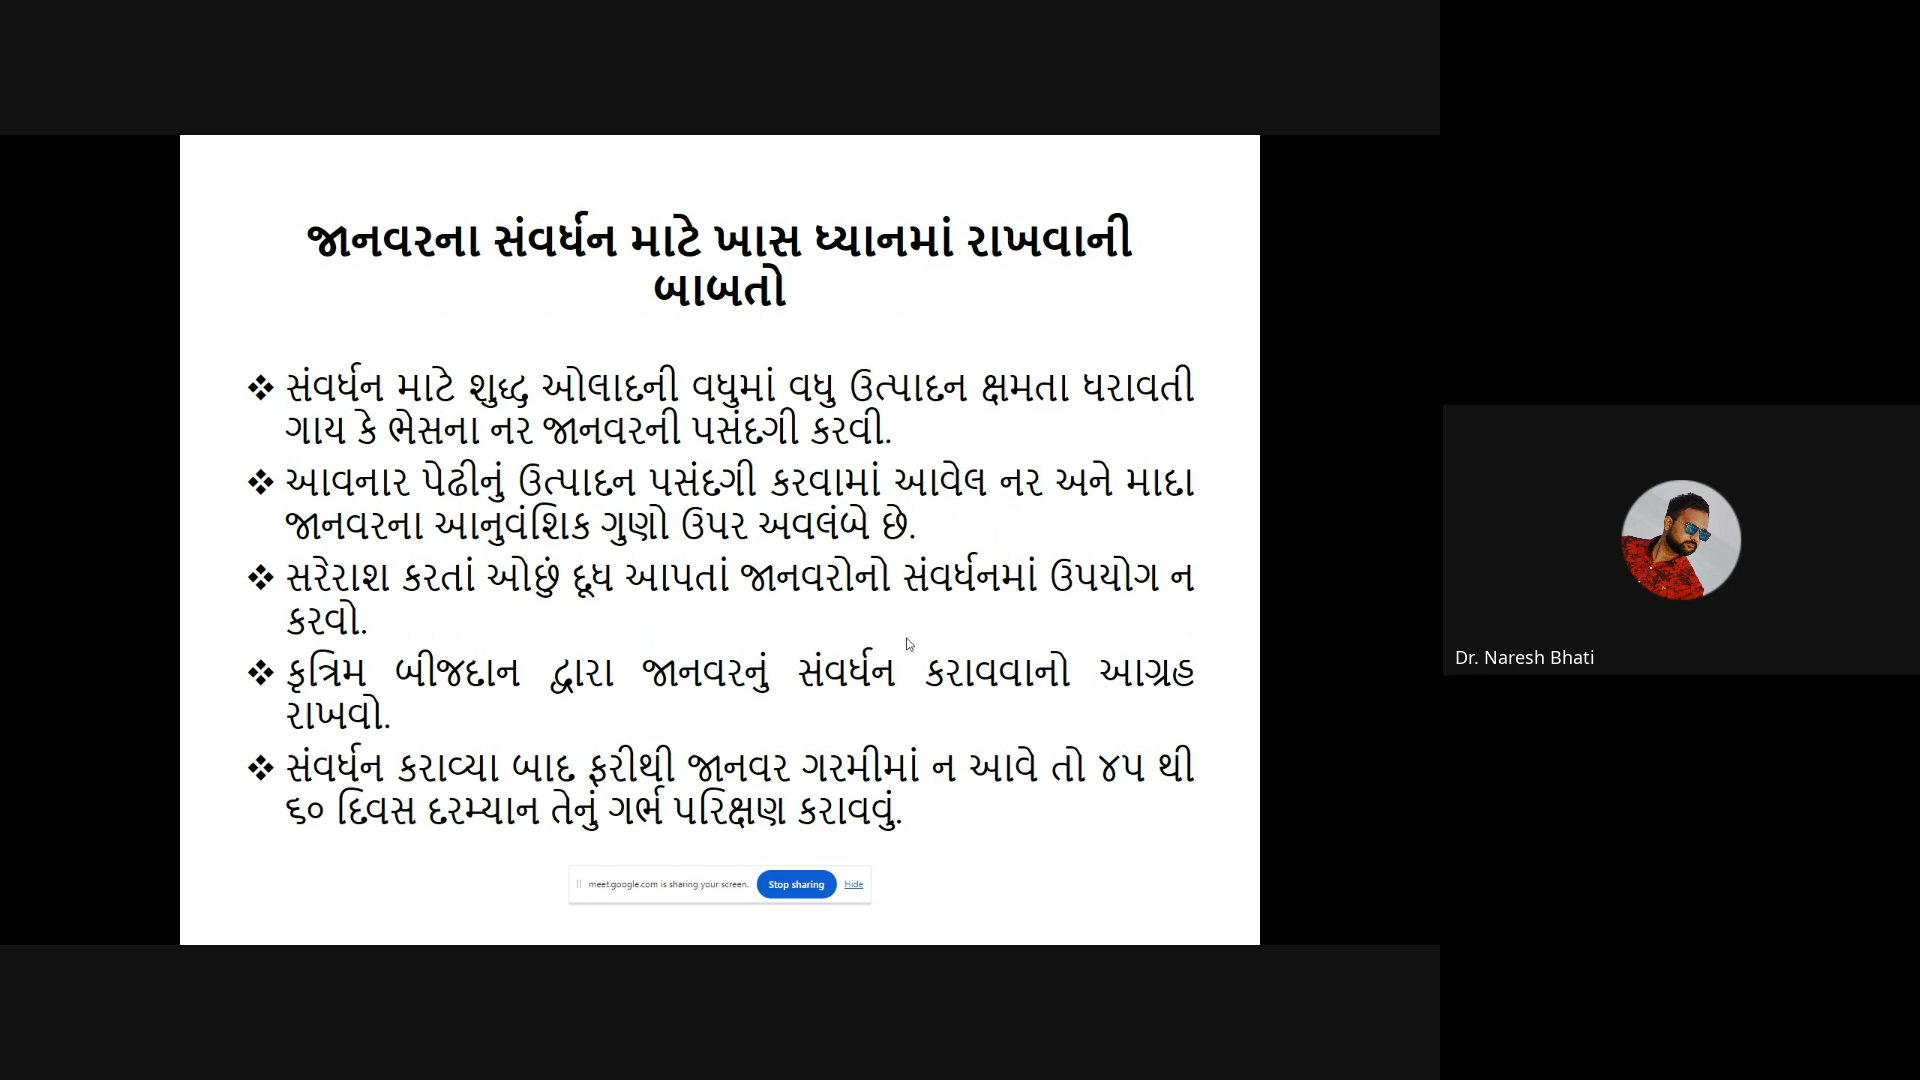 જાનવરના સંવર્ધન માટે ખાસ ધ્યાનમાં રાખવાની
બાબતો
❖ સંવર્ધન માટે શુદ્ધ ઓલાદની વધુમાં વધુ ઉત્પાદન ક્ષમતા ધરાવતી
ગાય કે ભેસના નર જાનવરની પસંદગી કરવી.
❖ આવનાર પેઢીનું ઉત્પાદન પસંદગી કરવામાં આવેલ નર અને માદા
જાનવરના આનુવંશિક ગુણો ઉપર અવલંબે છે.
❖ સરેરાશ કરતાં ઓછું દૂધ આપતાં જાનવરોનો સંવર્ધનમાં ઉપયોગ ન
કરવો.
❖ કૃત્રિમ બીજદાન દ્વારા જાનવરનું સંવર્ધન કરાવવાનો આગ્રહ
રાખવો.
❖ સંવર્ધન કરાવ્યા બાદ ફરીથી જાનવર ગરમીમાં ન આવે તો ૪૫ થી
૬૦ દિવસ દરમ્યાન તેનું ગર્ભ પરિક્ષણ કરાવવું.
meet.google.com is sharing your screen. Stop sharing Hide
Dr. Naresh Bhati